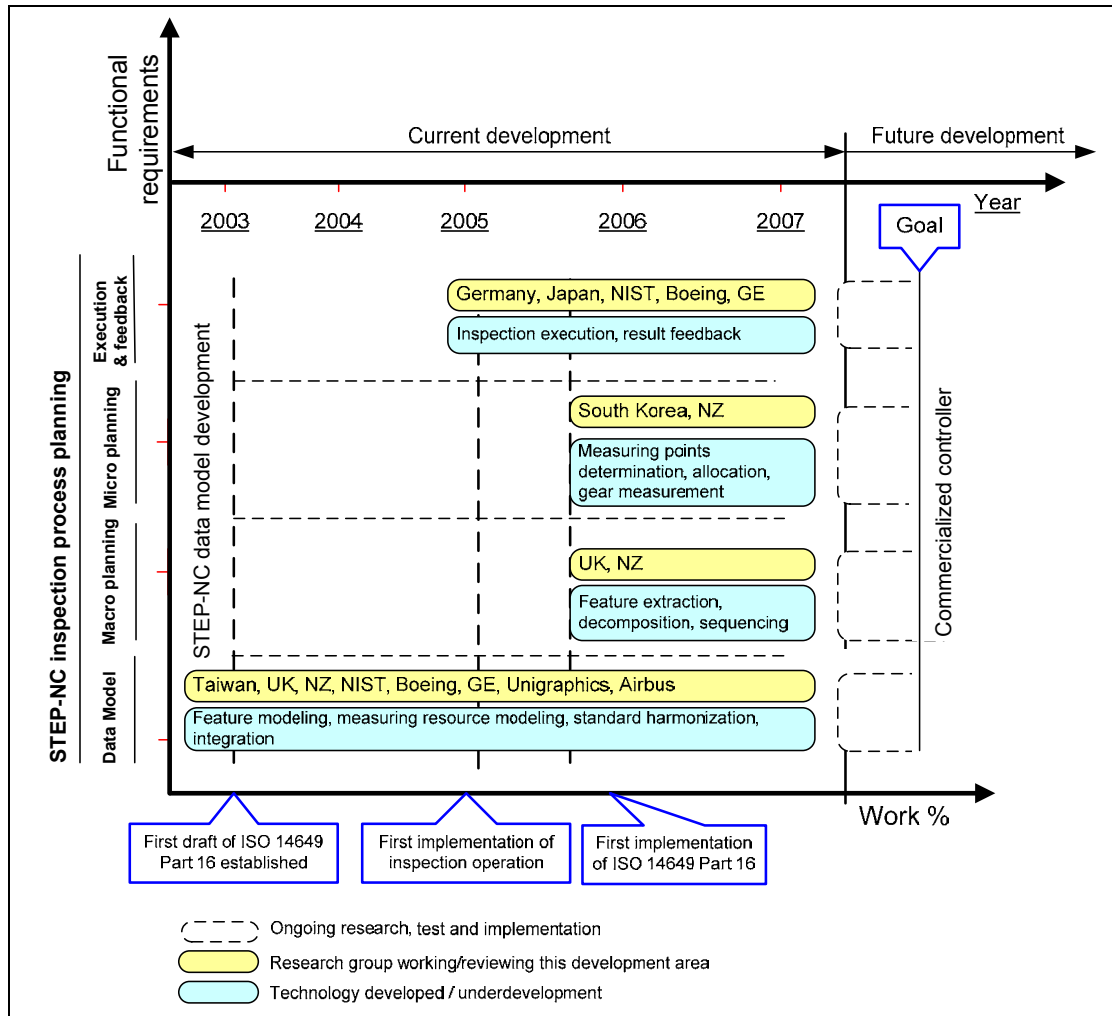 Functional
requirements
Current development
Future development
Year
2003
2004
2005
2006
2007
Goal
STEP-NC inspection process planning
Execution
& feedback
Micro planning
Macro planning
Data Model
STEP-NC data model development
Germany, Japan, NIST, Boeing, GE
Inspection execution, result feedback
South Korea, NZ
Measuring points
determination, allocation,
gear measurement
UK, NZ
Feature extraction,
decomposition, sequencing
Taiwan, UK, NZ, NIST, Boeing, GE, Unigraphics, Airbus
Feature modeling, measuring resource modeling, standard harmonization,
integration
Commercialized controller
Work %
First draft of ISO 14649
Part 16 established
First implementation of
inspection operation
First implementation
of ISO 14649 Part 16
Ongoing research, test and implementation
Research group working/reviewing this development area
Technology developed / underdevelopment